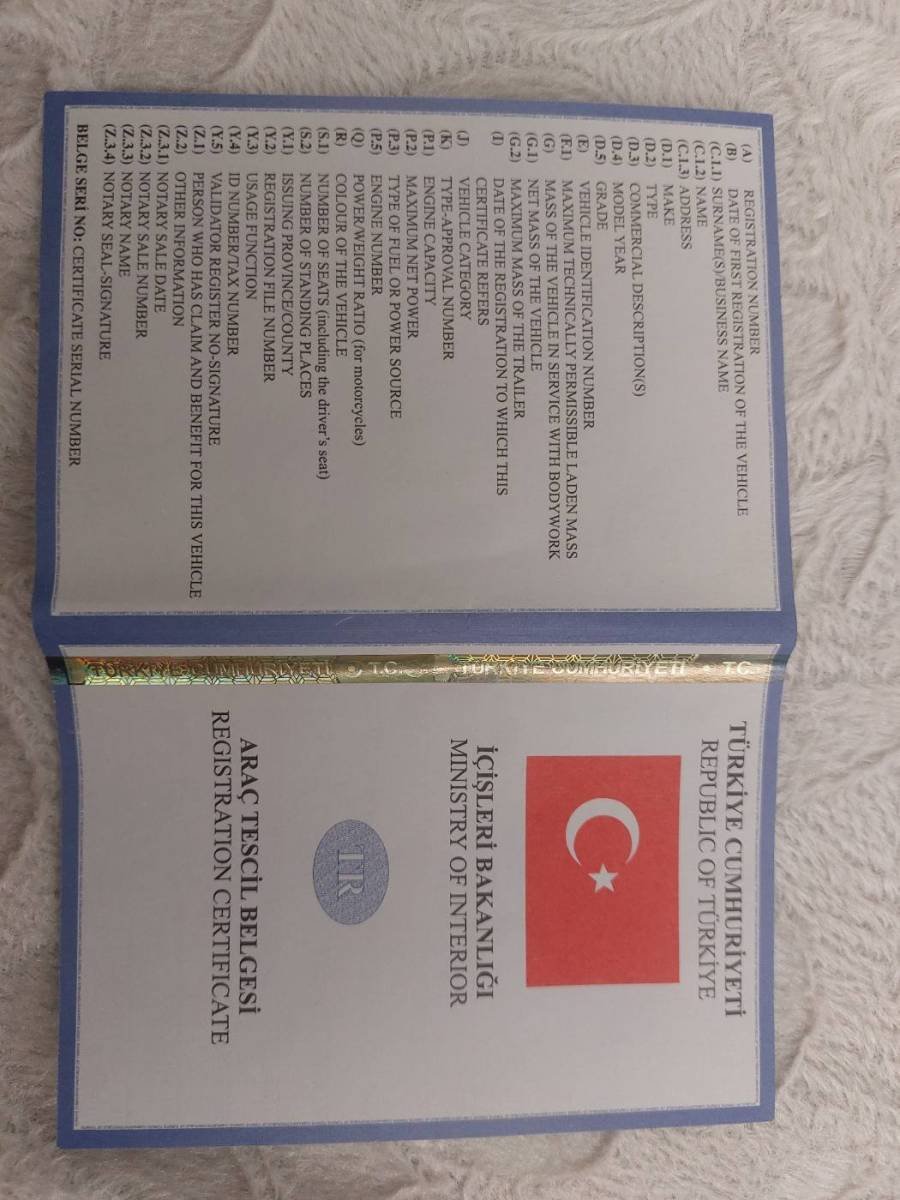 (A) REGISTRATION NUMBER
(B) DATE OF FIRST REGISTRATION OF THE VEHICLE
(C.1.1) SURNAME(S)/BUSINESS NAME
(C.1.2) NAME
(C.1.3) ADDRESS
(D.1) MAKE
(D.2) TYPE
(D.3) COMMERCIAL DESCRIPTION(S)
(D.4) MODEL YEAR
(D.5) GRADE
(E) VEHICLE IDENTIFICATION NUMBER
(F.1) MAXIMUM TECHNICALLY PERMISSIBLE LADEN MASS
(G) MASS OF THE VEHICLE IN SERVICE WITH BODYWORK
(G.1) NET MASS OF THE VEHICLE
(G.2) MAXIMUM MASS OF THE TRAILER
(I) DATE OF THE REGISTRATION TO WHICH THIS
CERTIFICATE REFERS
(J) VEHICLE CATEGORY
(K) TYPE-APPROVAL NUMBER
(P.1) ENGINE CAPACITY
(P.2) MAXIMUM NET POWER
(P.3) TYPE OF FUEL OR POWER SOURCE
(P.5) ENGINE NUMBER
(Q) POWER/WEIGHT RATIO (for motorcycles)
(R) COLOUR OF THE VEHICLE
(S.1) NUMBER OF SEATS (including the driver's seat)
(S.2) NUMBER OF STANDING PLACES
(Y.1) ISSUING PROVINCE/COUNTY
(Y.2) REGISTRATION FILE NUMBER
(Y.3) USAGE FUNCTION
(Y.4) ID NUMBER/TAX NUMBER
(Y.5) VALIDATOR REGISTER NO-SIGNATURE
(Z.1) PERSON WHO HAS CLAIM AND BENEFIT FOR THIS VEHICLE
(Z.2) OTHER INFORMATION
(Z.3.1) NOTARY SALE DATE
(Z.3.2) NOTARY SALE NUMBER
(Z.3.3) NOTARY NAME
(Z.3.4) NOTARY SEAL-SIGNATURE
BELGE SERİ NO: CERTIFICATE SERIAL NUMBER
TÜRKİYE CUMHURİYETİ T.C. TÜRKİYE CUMHURİYETİ T.C.
TÜRKİYE CUMHURİYETİ
REPUBLIC OF TÜRKİYE
İÇİŞLERİ BAKANLIĞI
MINISTRY OF INTERIOR
TR
ARAÇ TESCİL BELGESİ
REGISTRATION CERTIFICATE